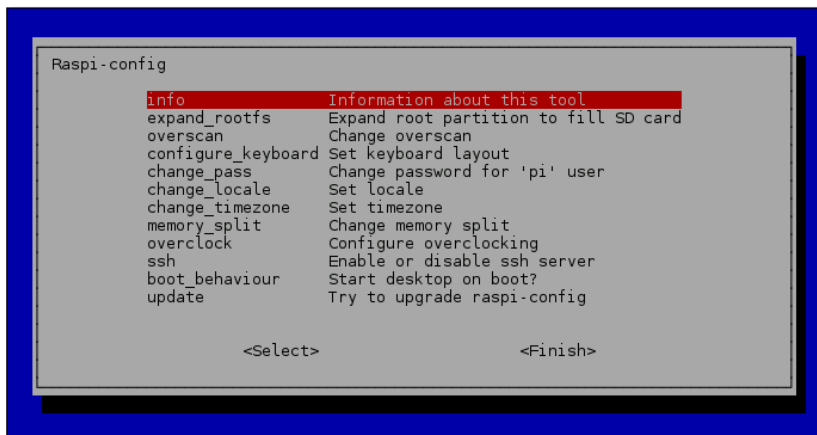 Raspi-config
info Information about this tool
expand_rootfs Expand root partition to fill SD card
overscan Change overscan
configure_keyboard Set keyboard layout
change_pass Change password for 'pi' user
change_locale Set locale
change_timezone Set timezone
memory_split Change memory split
overclock Configure overclocking
ssh Enable or disable ssh server
boot_behaviour Start desktop on boot?
update Try to upgrade raspi-config
<Select> <Finish>